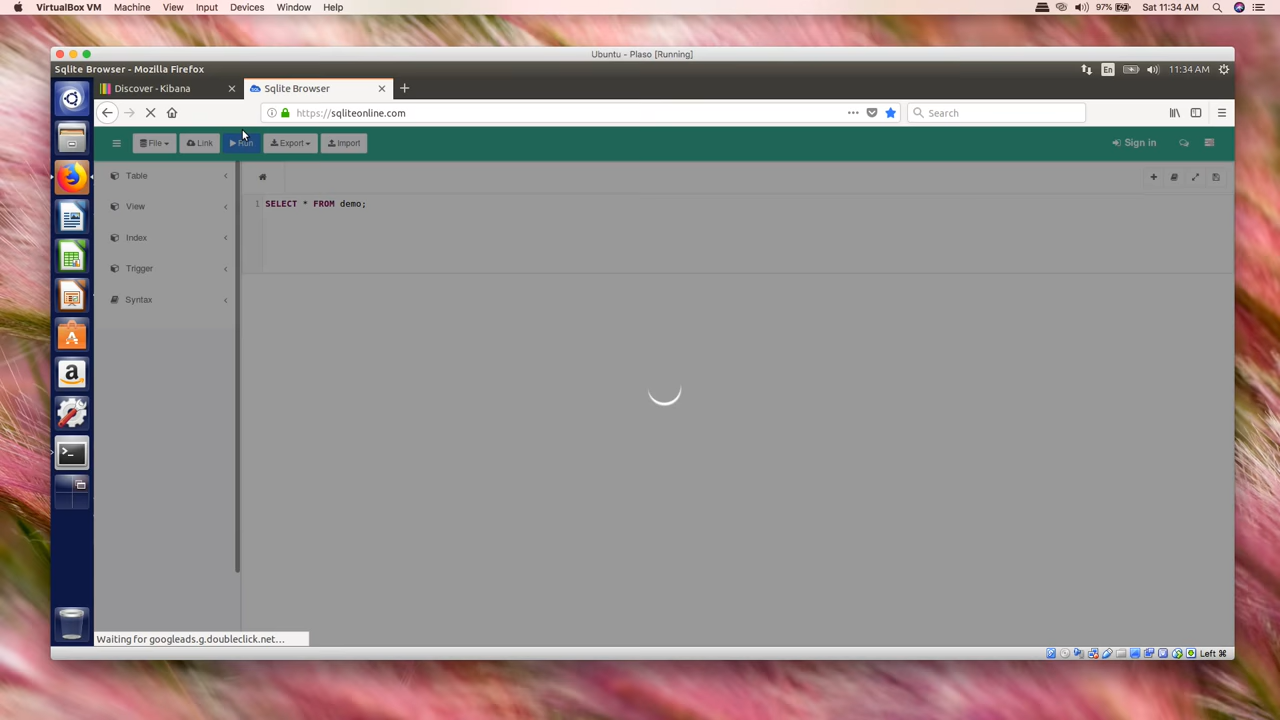 VirtualBox VM Machine View Input Devices Window Help 97% Sat 11:34 AM
Ubuntu - Plaso [Running]
Sqlite Browser - Mozilla Firefox En 11:34 AM
Discover - Kibana Sqlite Browser
https://sqliteonline.com Search
File Link Run Export Import Sign in
Table
View
Index
Trigger
Syntax
1 SELECT * FROM demo;
Waiting for googleads.g.doubleclick.net...
Left ⌘